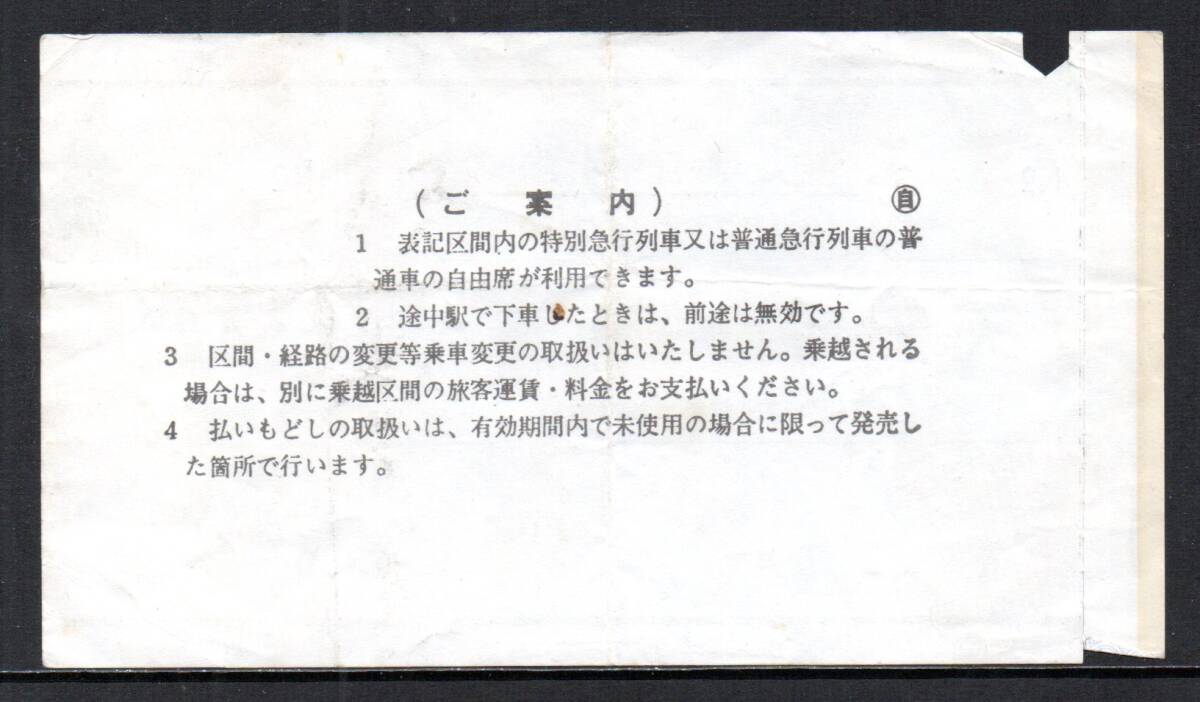 (ご案内) ㊙自
1 表記区間内の特別急行列車又は普通急行列車の普
通車の自由席が利用できます。
2 途中駅で下車したときは、前途は無効です。
3 区間・経路の変更等乗車変更の取扱いはいたしません。乗越される
場合は、別に乗越区間の旅客運賃・料金をお支払いください。
4 払いもどしの取扱いは、有効期間内で未使用の場合に限って発売し
た箇所で行います。